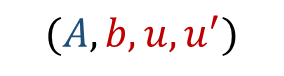 (A, b, u, u′)